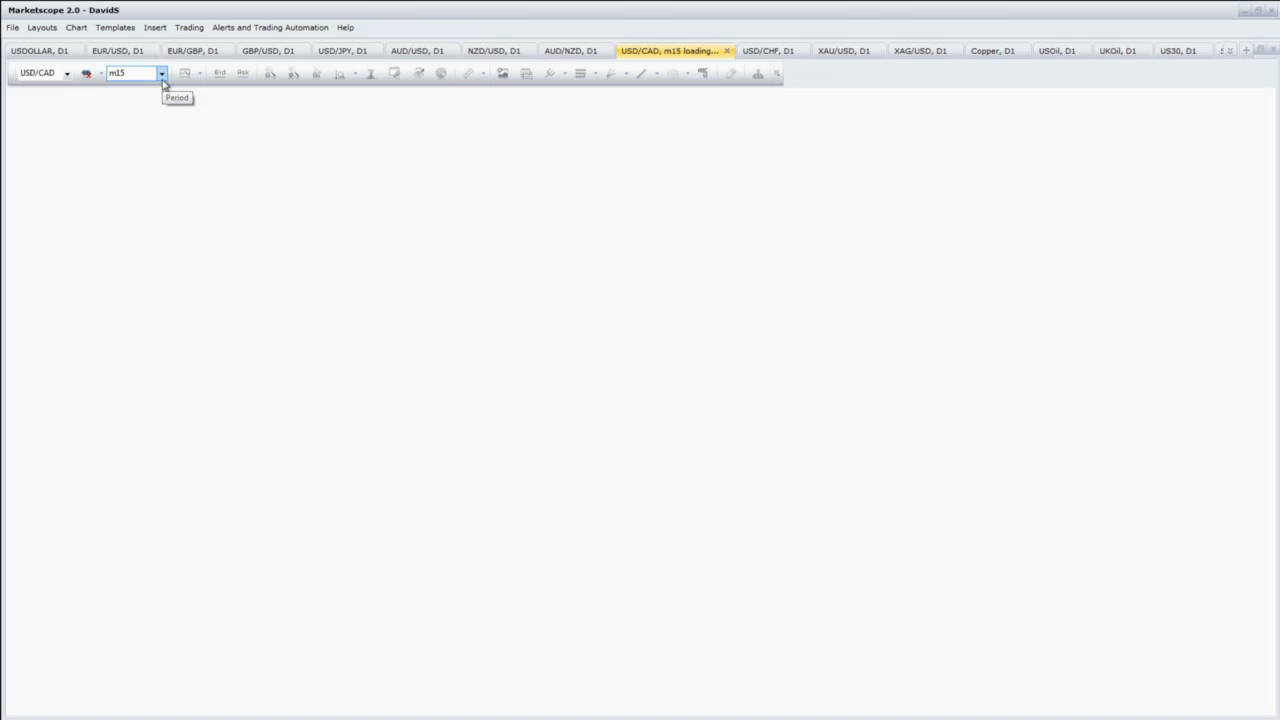 Marketscope 2.0 - DavidS
File Layouts Chart Templates Insert Trading Alerts and Trading Automation Help
USDOLLAR, D1 EUR/USD, D1 EUR/GBP, D1 GBP/USD, D1 USD/JPY, D1 AUD/USD, D1 NZD/USD, D1 AUD/NZD, D1 USD/CAD, m15 loading... USD/CHF, D1 XAU/USD, D1 XAG/USD, D1 Copper, D1 USOil, D1 UKOil, D1 US30, D1
USD/CAD m15 Bid Ask
Period